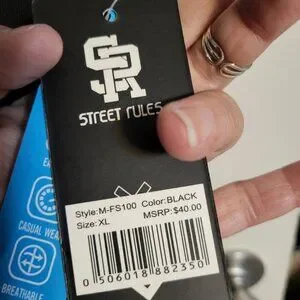 SR
STREET RULES
Style:M-FS100 Color:BLACK
Size:XL MSRP:$40.00
0 506018 882350
CASUAL WEA
BREATHABLE